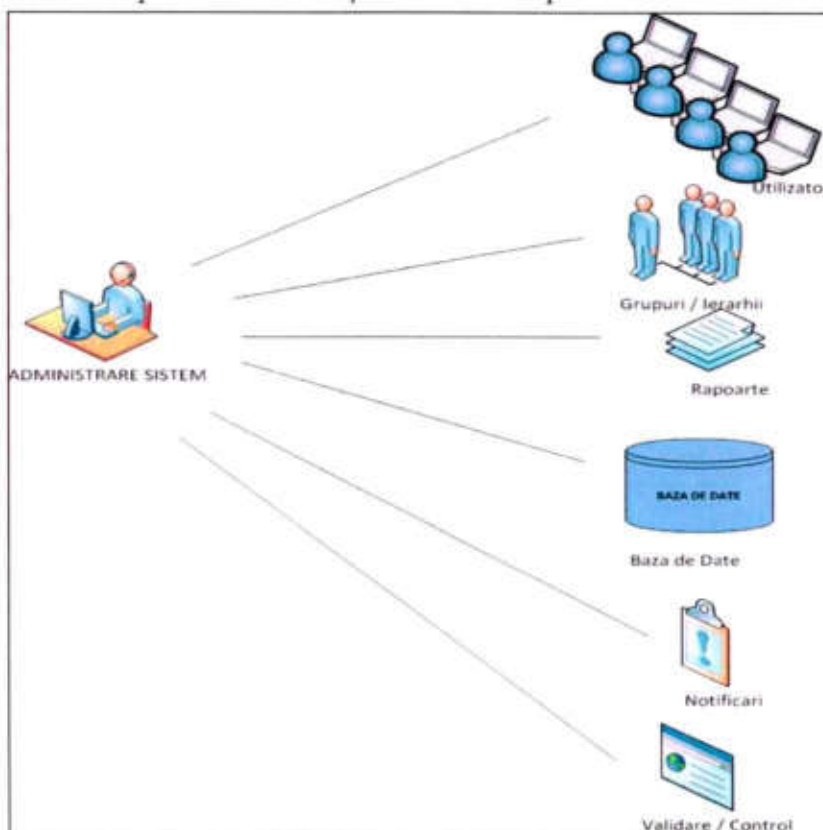 Utilizato
Grupuri / Ierarhii
Rapoarte
ADMINISTRARE SISTEM
BAZA DE DATE
Baza de Date
Notificari
Validare / Control